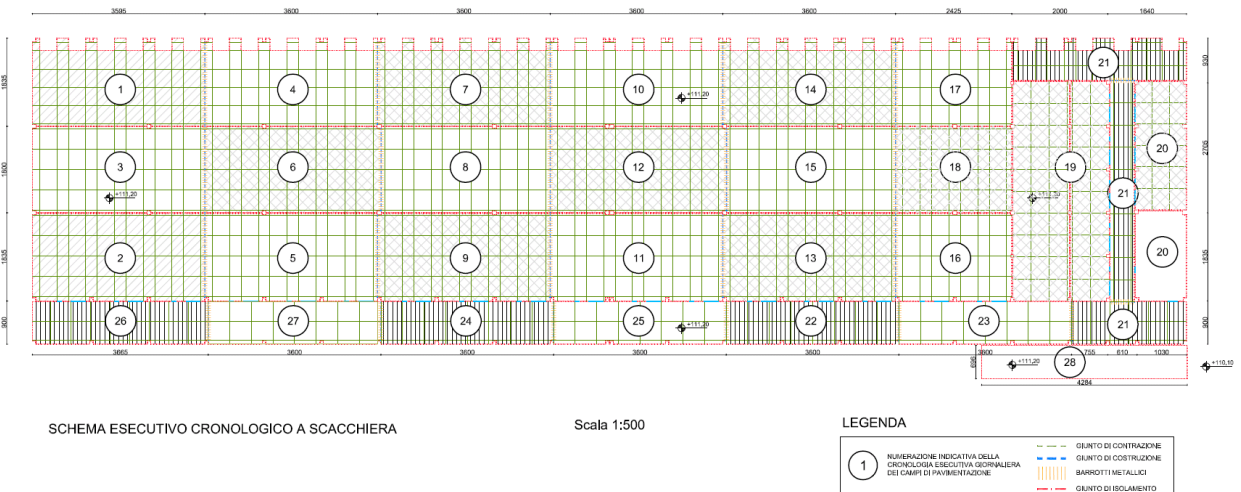 3595 3600 3600 3600 3600 2425 2000 1640
1 4 7 10 14 17 21
+111,20
1835 930
3 6 8 12 15 18 19 20
+111,20
21
1800 2705
2 5 9 11 13 16 20
1835 1835
26 27 24 25 22 23 21
+111,20
900 900
3665 3600 3600 3600 3600 3600 755 610 1030
+111,20 28 +110,10
696
4284
SCHEMA ESECUTIVO CRONOLOGICO A SCACCHIERA
Scala 1:500
LEGENDA
1
NUMERAZIONE INDICATIVA DELLA
CRONOLOGIA ESECUTIVA GIORNALIERA
DEI CAMPI DI PAVIMENTAZIONE
GIUNTO DI CONTRAZIONE
GIUNTO DI COSTRUZIONE
BARROTTI METALLICI
GIUNTO DI ISOLAMENTO